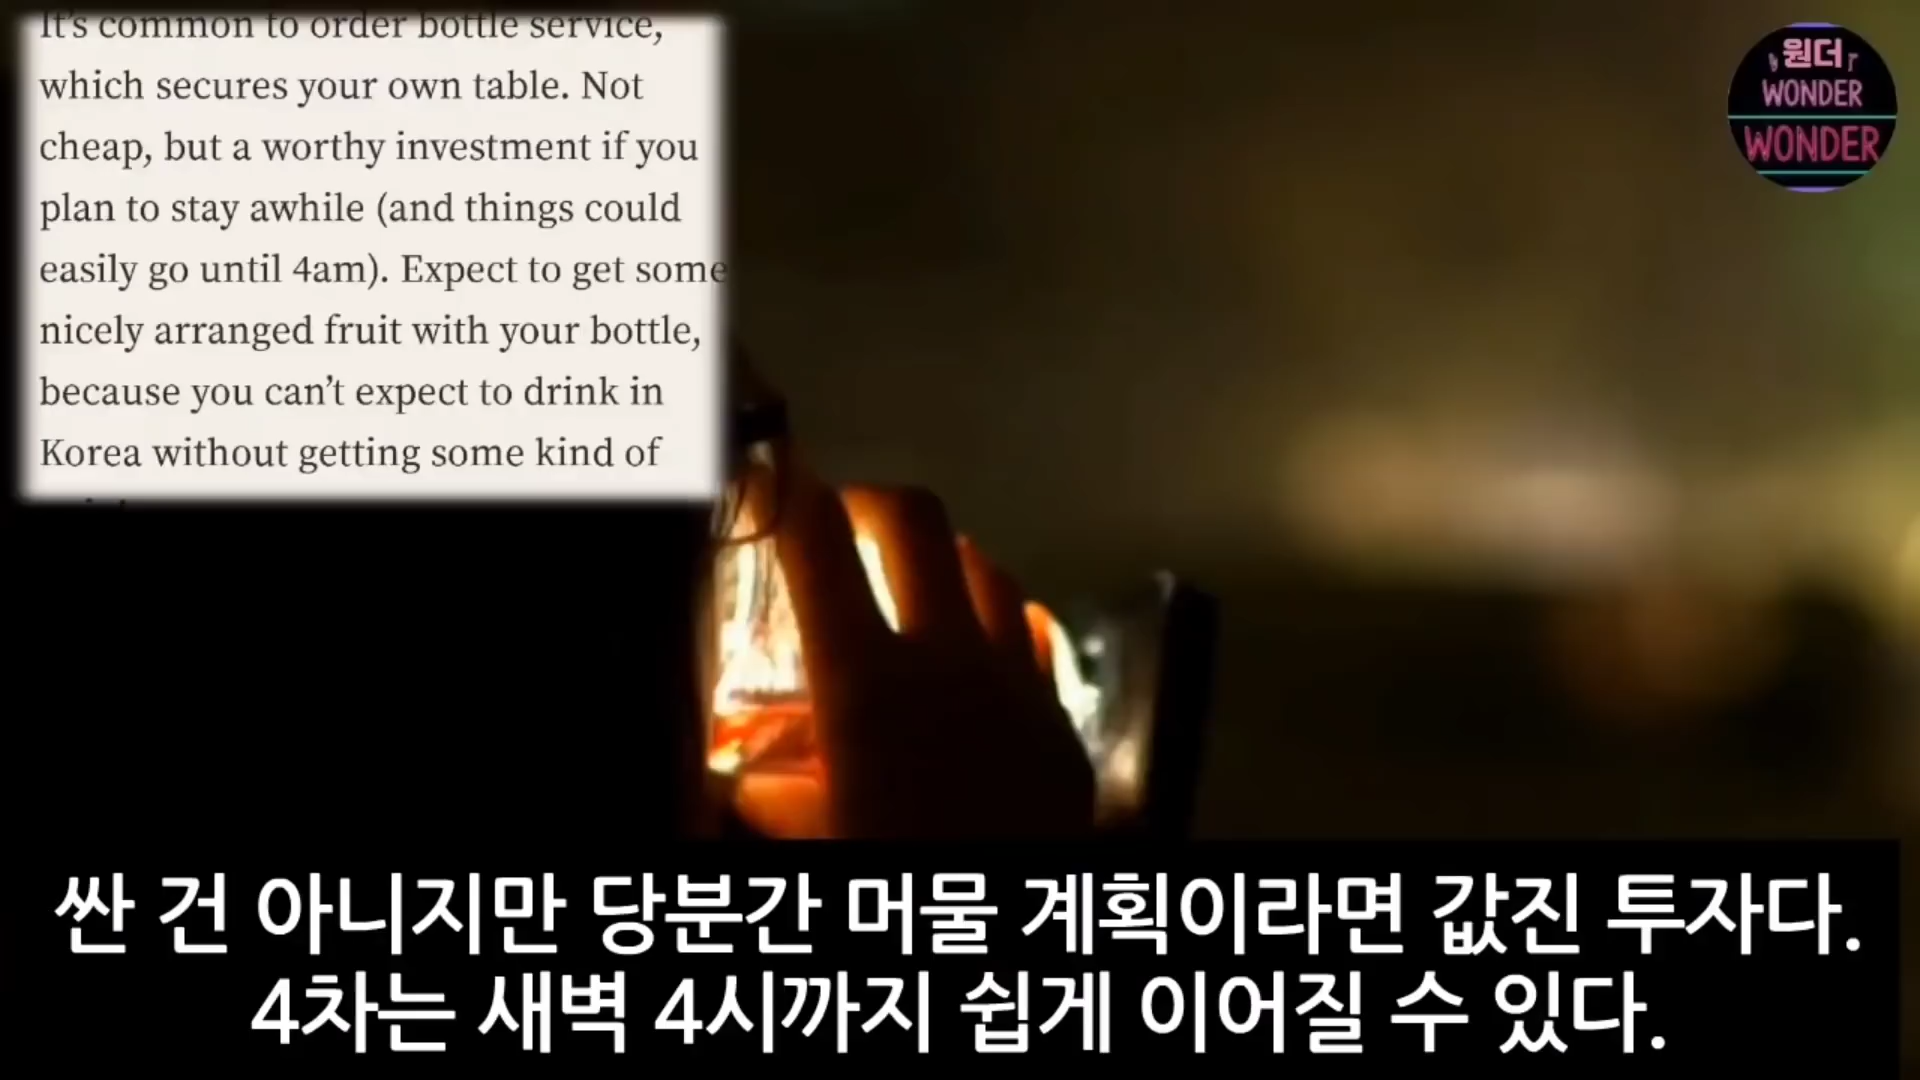 It's common to order bottle service,
which secures your own table. Not
cheap, but a worthy investment if you
plan to stay awhile (and things could
easily go until 4am). Expect to get some
nicely arranged fruit with your bottle,
because you can't expect to drink in
Korea without getting some kind of
원더
WONDER
WONDER
싼 건 아니지만 당분간 머물 계획이라면 값진 투자다.
4차는 새벽 4시까지 쉽게 이어질 수 있다.